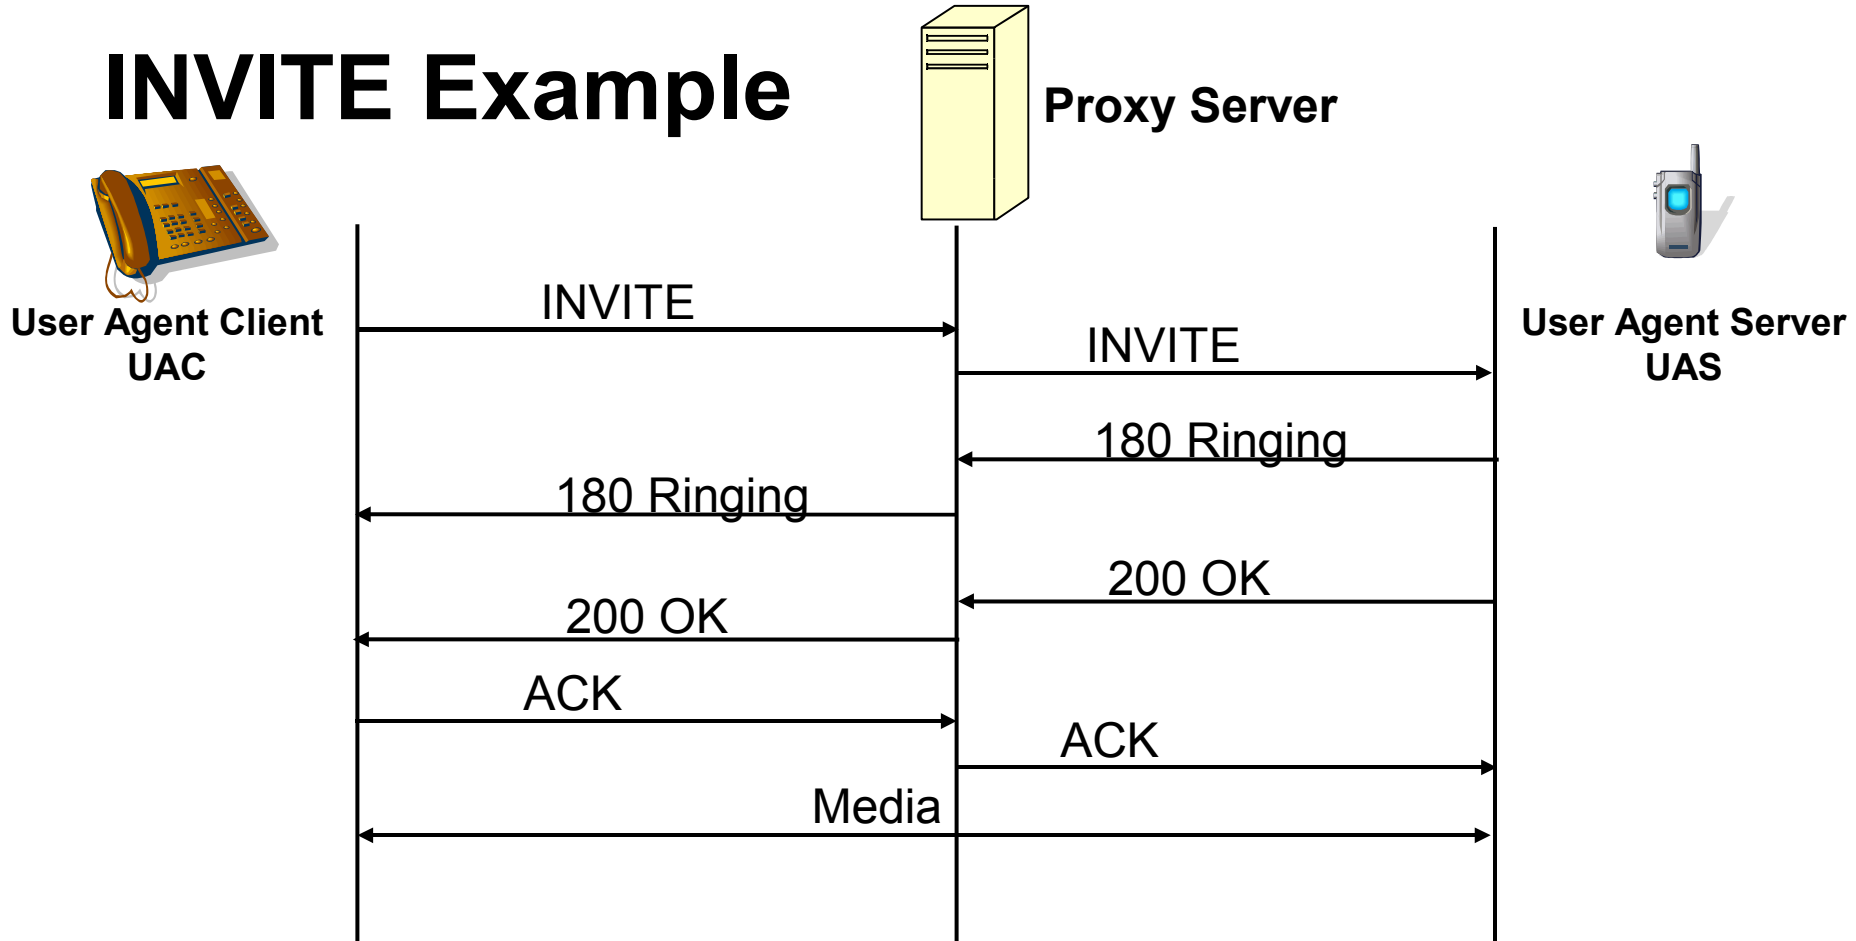 INVITE Example
Proxy Server
User Agent Client
UAC
User Agent Server
UAS
INVITE
INVITE
180 Ringing
180 Ringing
200 OK
200 OK
ACK
ACK
Media